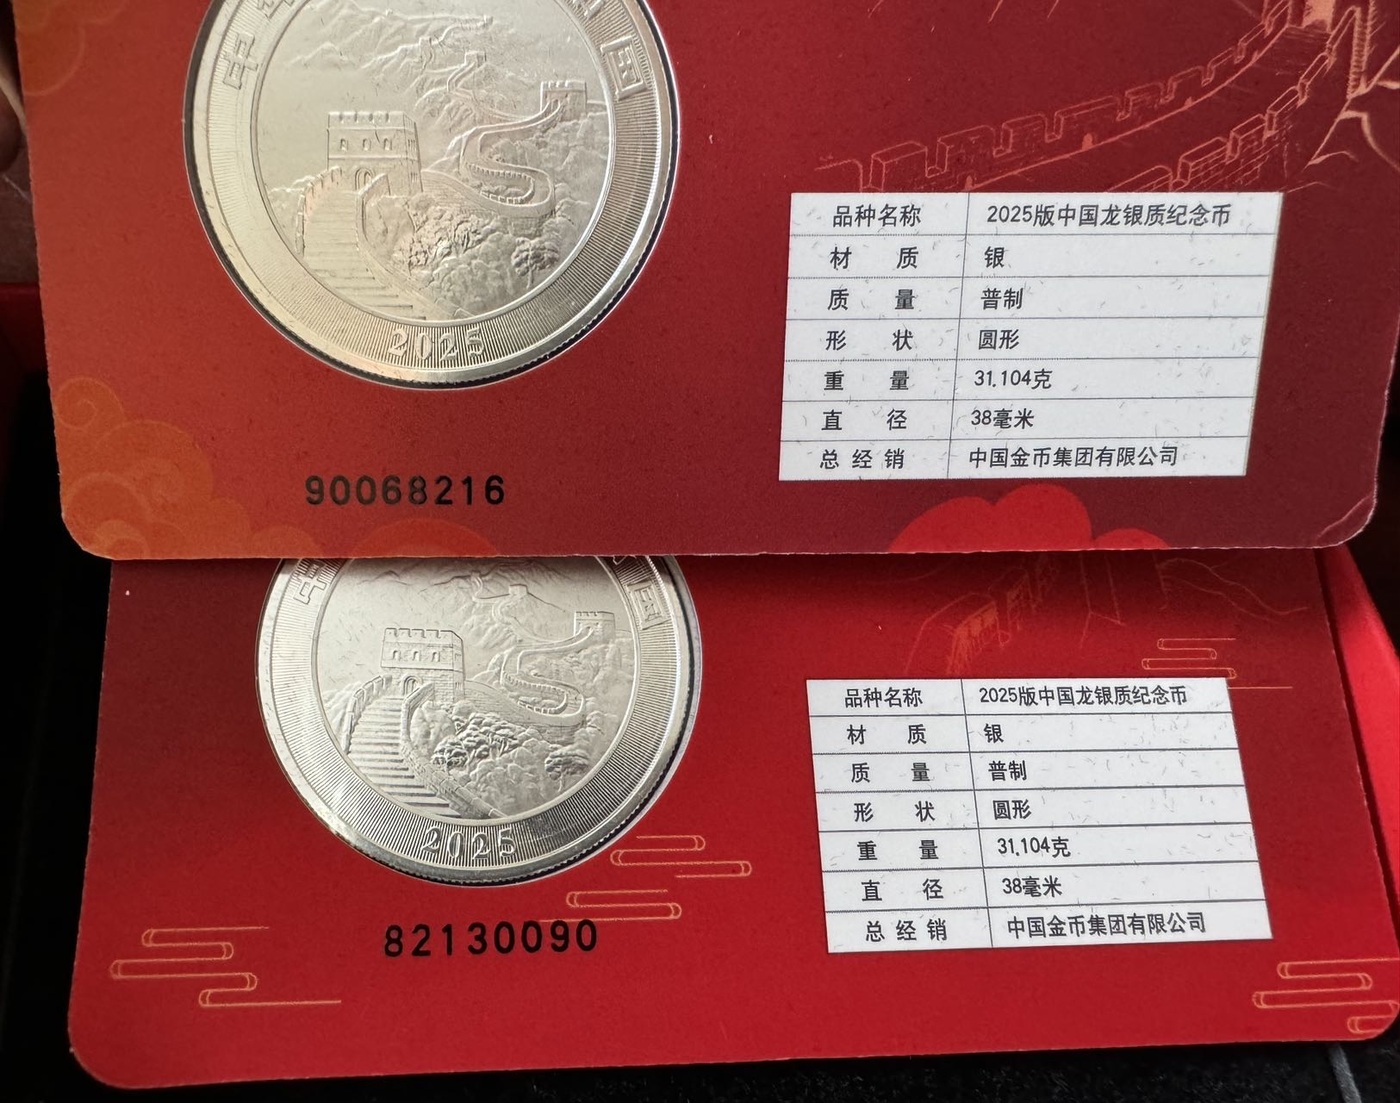 中 国
2025
品种名称 2025版中国龙银质纪念币
材 质 银
质 量 普制
形 状 圆形
重 量 31.104克
直 径 38毫米
总 经 销 中国金币集团有限公司
90068216
中 国
2025
品种名称 2025版中国龙银质纪念币
材 质 银
质 量 普制
形 状 圆形
重 量 31.104克
直 径 38毫米
总 经 销 中国金币集团有限公司
82130090